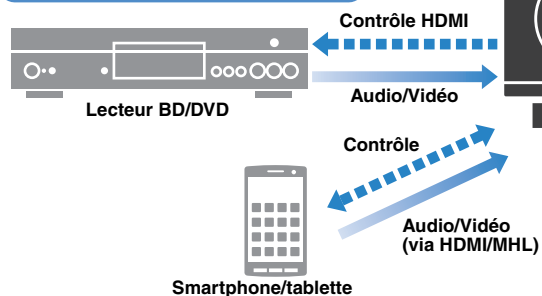 Contrôle HDMI
Audio/Vidéo
Lecteur BD/DVD
Contrôle
Audio/Vidéo
(via HDMI/MHL)
Smartphone/tablette